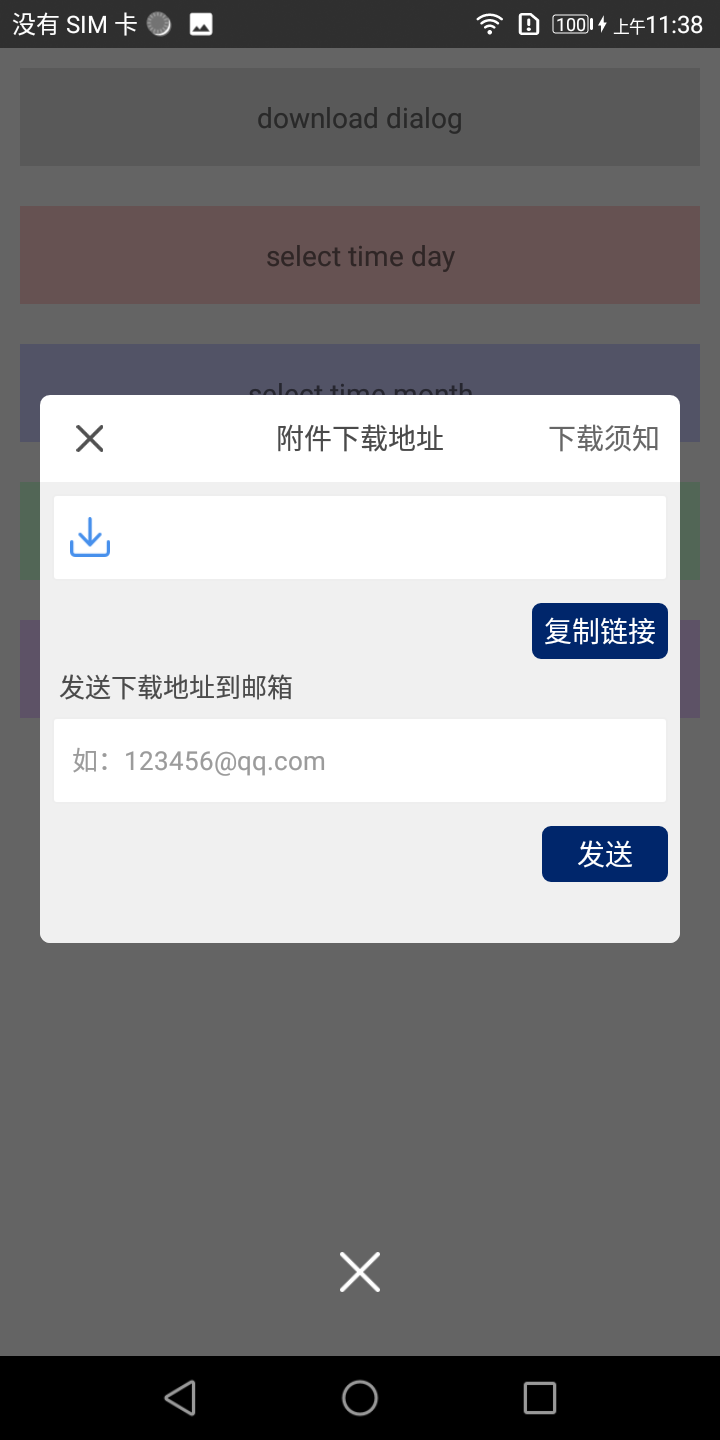 没有 SIM 卡 100 上午11:38
download dialog
select time day
select time month
附件下载地址 下载须知
复制链接
发送下载地址到邮箱
如：123456@qq.com
发送